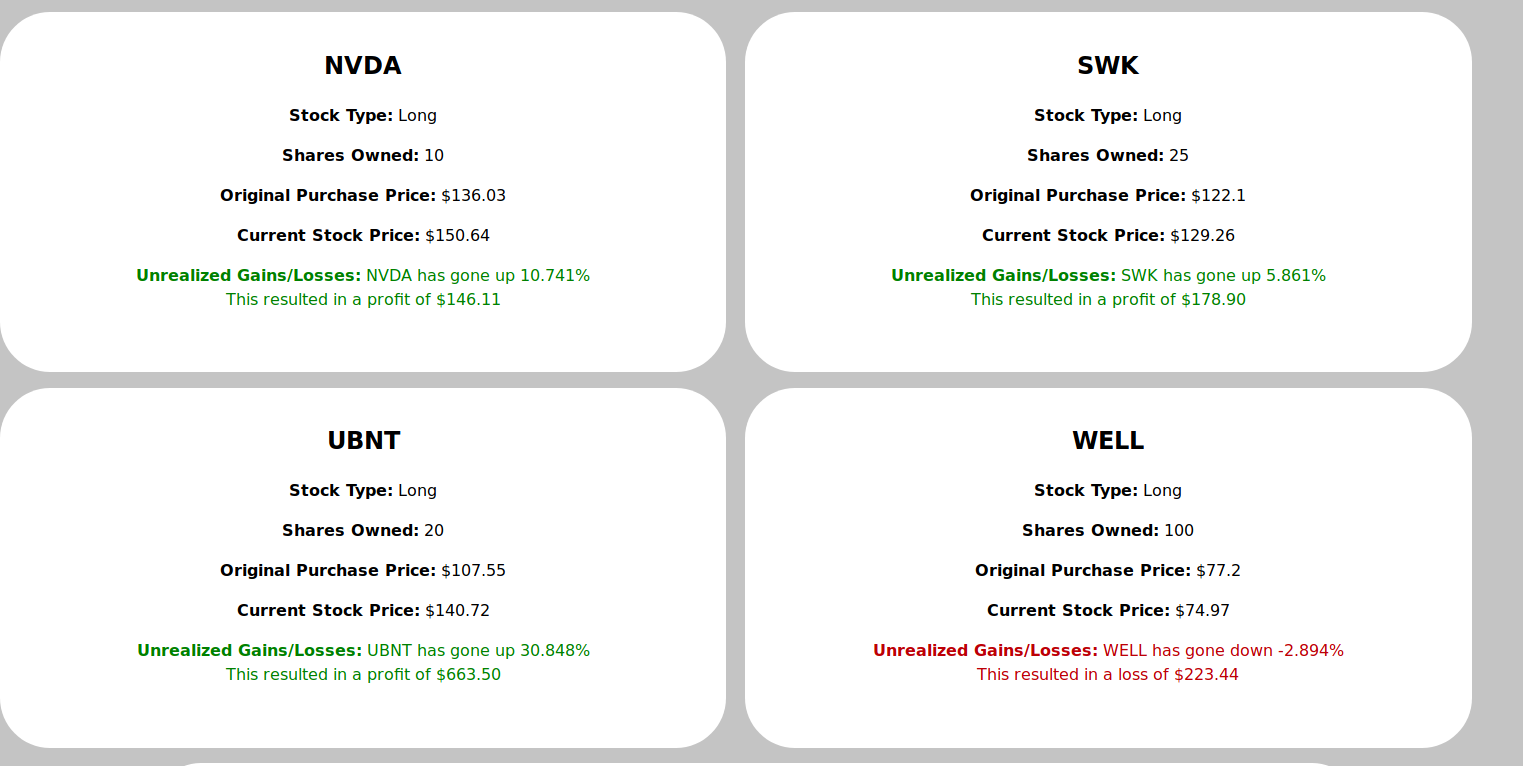 NVDA
Stock Type: Long
Shares Owned: 10
Original Purchase Price: $136.03
Current Stock Price: $150.64
Unrealized Gains/Losses: NVDA has gone up 10.741%
This resulted in a profit of $146.11
SWK
Stock Type: Long
Shares Owned: 25
Original Purchase Price: $122.1
Current Stock Price: $129.26
Unrealized Gains/Losses: SWK has gone up 5.861%
This resulted in a profit of $178.90
UBNT
Stock Type: Long
Shares Owned: 20
Original Purchase Price: $107.55
Current Stock Price: $140.72
Unrealized Gains/Losses: UBNT has gone up 30.848%
This resulted in a profit of $663.50
WELL
Stock Type: Long
Shares Owned: 100
Original Purchase Price: $77.2
Current Stock Price: $74.97
Unrealized Gains/Losses: WELL has gone down -2.894%
This resulted in a loss of $223.44